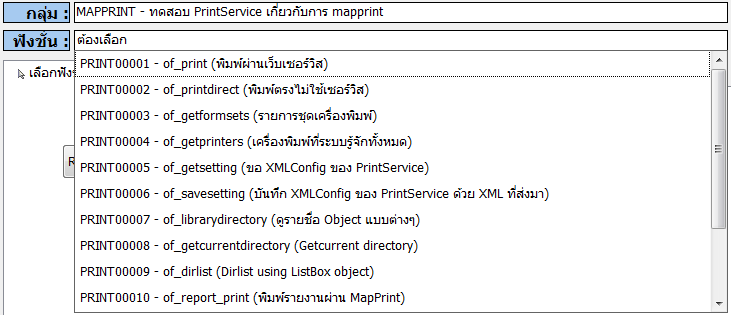 กลุ่ม : MAPPRINT - ทดสอบ PrintService เกี่ยวกับการ mapprint
ฟังชั่น : ต้องเลือก
PRINT00001 - of_print (พิมพ์ผ่านเว็บเซอร์วิส)
เลือกฟัง
PRINT00002 - of_printdirect (พิมพ์ตรงไม่ใช้เซอร์วิส)
PRINT00003 - of_getformsets (รายการชุดเครื่องพิมพ์)
PRINT00004 - of_getprinters (เครื่องพิมพ์ที่ระบบรู้จักทั้งหมด)
R
PRINT00005 - of_getsetting (ขอ XMLConfig ของ PrintService)
PRINT00006 - of_savesetting (บันทึก XMLConfig ของ PrintService ด้วย XML ที่ส่งมา)
PRINT00007 - of_librarydirectory (ดูรายชื่อ Object แบบต่างๆ)
PRINT00008 - of_getcurrentdirectory (Getcurrent directory)
PRINT00009 - of_dirlist (Dirlist using ListBox object)
PRINT00010 - of_report_print (พิมพ์รายงานผ่าน MapPrint)